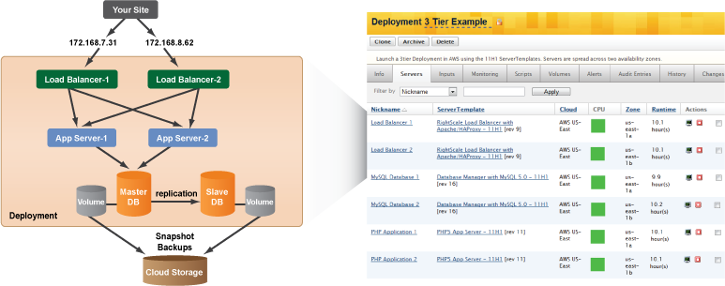 Your Site
172.168.7.31
172.168.8.62
Load Balancer-1
Load Balancer-2
App Server-1
App Server-2
Master
DB
replication
Slave
DB
Volume
Volume
Deployment
Snapshot
Backups
Cloud Storage
Deployment 3 Tier Example
Clone Archive Delete
Launch a 3tier Deployment in AWS using the 11H1 ServerTemplates. Servers are spread across two availability zones.
Info Servers Inputs Monitoring Scripts Volumes Alerts Audit Entries History Changes
Filter by Nickname Apply
Nickname ServerTemplate Cloud CPU Zone Runtime Actions
Load Balancer 1 RightScale Load Balancer with AWS US- us- 10.1
Apache/HAProxy - 11H1 [rev 9] East east- hour(s)
1a
Load Balancer 2 RightScale Load Balancer with AWS US- us- 10.1
Apache/HAProxy - 11H1 [rev 9] East east- hour(s)
1b
MySQL Database 1 Database Manager with MySQL 5.0 - 11H1 AWS US- us- 9.9
[rev 16] East east- hour(s)
1a
MySQL Database 2 Database Manager with MySQL 5.0 - 11H1 AWS US- us- 10.2
[rev 16] East east- hour(s)
1b
PHP Application 1 PHP5 App Server - 11H1 [rev 11] AWS US- us- 10.1
East east- hour(s)
1a
PHP Application 2 PHP5 App Server - 11H1 [rev 11] AWS US- us- 10.1
East east- hour(s)
1b